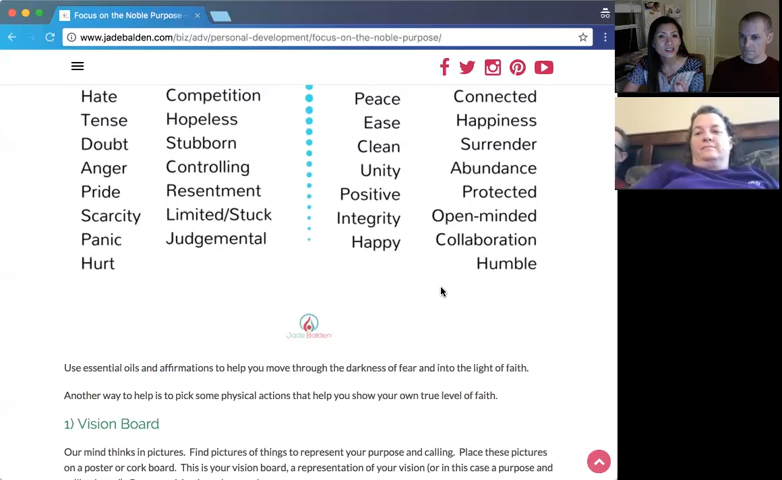 Focus on the Noble Purpose
www.jadebalden.com/biz/adv/personal-development/focus-on-the-noble-purpose/
Hate Competition Peace Connected
Tense Hopeless Ease Happiness
Doubt Stubborn Clean Surrender
Anger Controlling Unity Abundance
Pride Resentment Positive Protected
Scarcity Limited/Stuck Integrity Open-minded
Panic Judgemental Happy Collaboration
Hurt Humble
Jade Balden
Use essential oils and affirmations to help you move through the darkness of fear and into the light of faith.
Another way to help is to pick some physical actions that help you show your own true level of faith.
1) Vision Board
Our mind thinks in pictures. Find pictures of things to represent your purpose and calling. Place these pictures
on a poster or cork board. This is your vision board, a representation of your vision (or in this case a purpose and